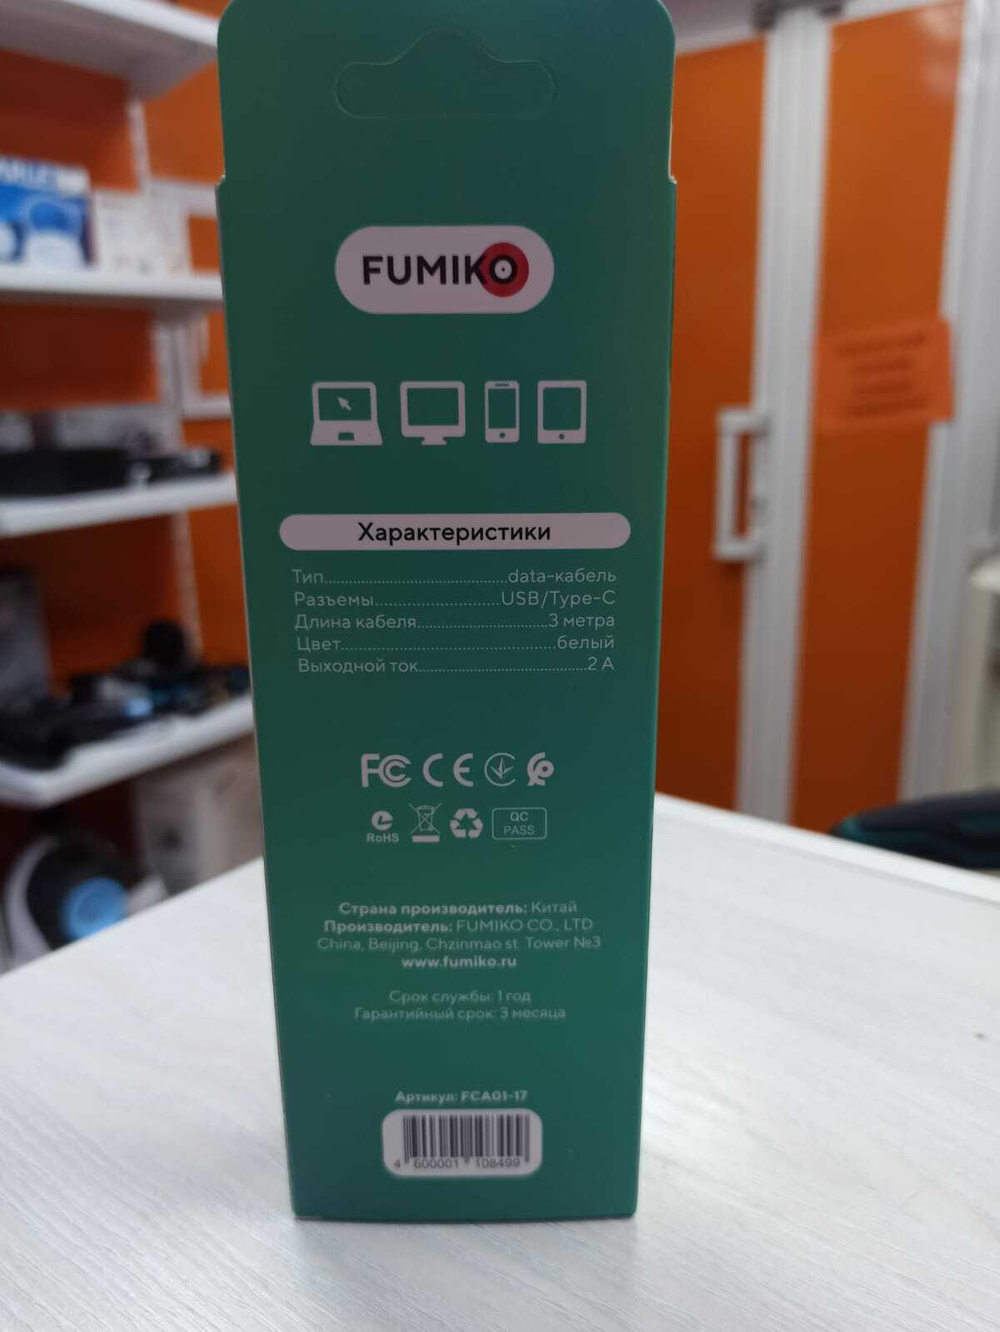 FUMIKO
Характеристики
Тип data-кабель
Разъемы USB/Type-C
Длина кабеля 3 метра
Цвет белый
Выходной ток 2 А
FC CE
RoHS QC PASS
Страна производитель: Китай
Производитель: FUMIKO CO., LTD
China, Beijing, Chzinmao st. Tower №3
www.fumiko.ru
Срок службы: 1 год
Гарантийный срок: 3 месяца
Артикул: FCA01-17
4 600001 108499